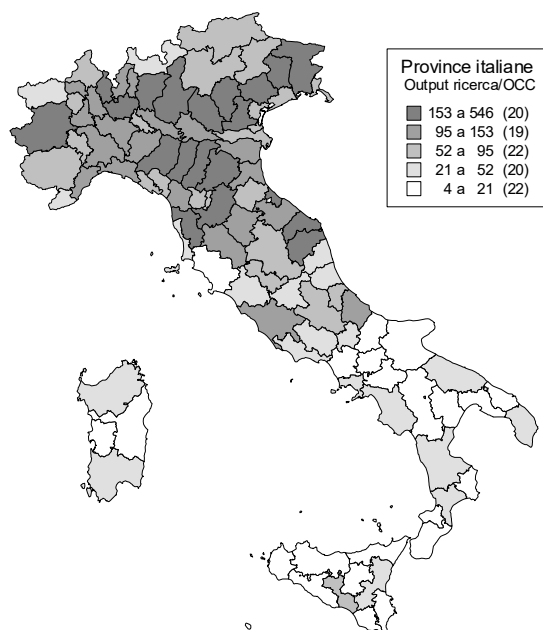 Province italiane
Output ricerca/OCC
153 a 546 (20)
95 a 153 (19)
52 a 95 (22)
21 a 52 (20)
4 a 21 (22)